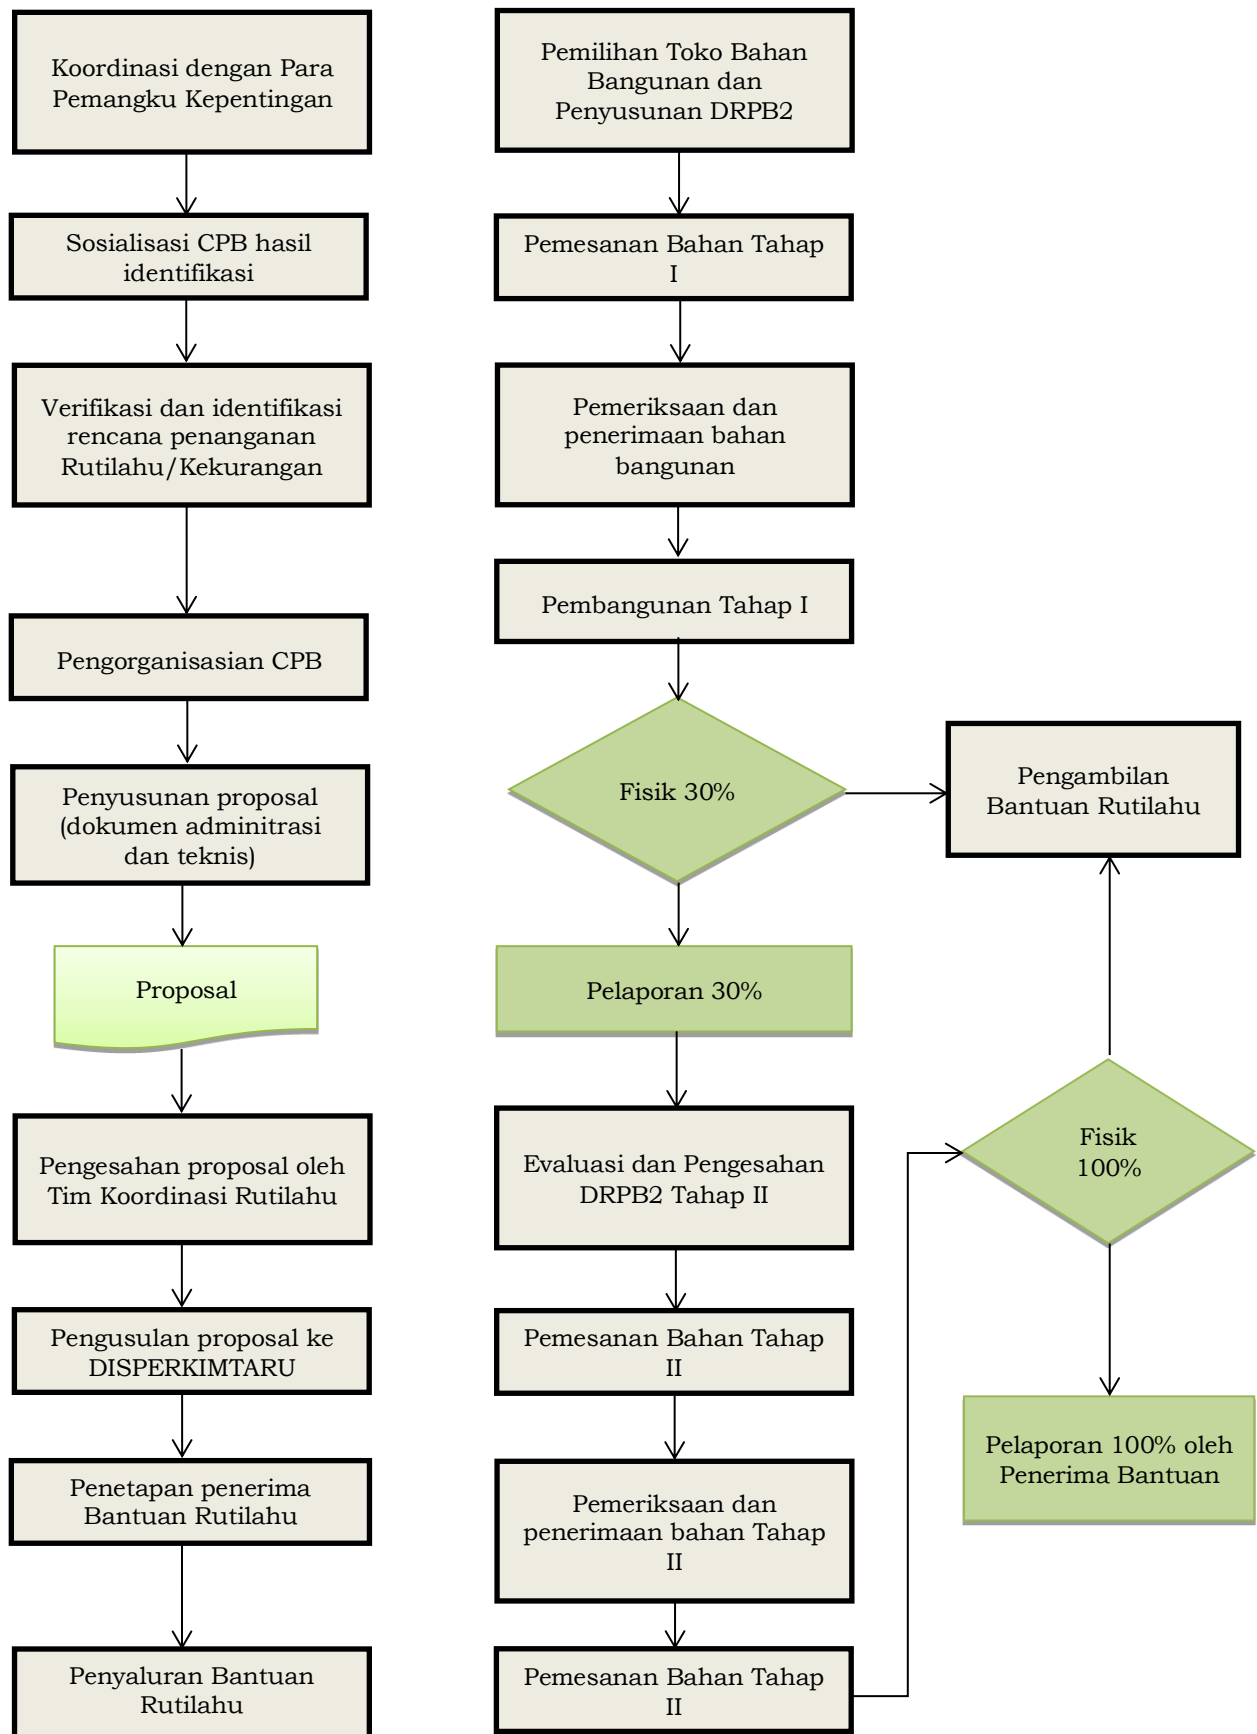 Koordinasi dengan Para
Pemangku Kepentingan
Sosialisasi CPB hasil
identifikasi
Verifikasi dan identifikasi
rencana penanganan
Rutilahu/Kekurangan
Pengorganisasian CPB
Penyusunan proposal
(dokumen adminitrasi
dan teknis)
Proposal
Pengesahan proposal oleh
Tim Koordinasi Rutilahu
Pengusulan proposal ke
DISPERKIMTARU
Penetapan penerima
Bantuan Rutilahu
Penyaluran Bantuan
Rutilahu
Pemilihan Toko Bahan
Bangunan dan
Penyusunan DRPB2
Pemesanan Bahan Tahap
I
Pemeriksaan dan
penerimaan bahan
bangunan
Pembangunan Tahap I
Fisik 30%
Pelaporan 30%
Evaluasi dan Pengesahan
DRPB2 Tahap II
Pemesanan Bahan Tahap
II
Pemeriksaan dan
penerimaan bahan Tahap
II
Pemesanan Bahan Tahap
II
Pengambilan
Bantuan Rutilahu
Fisik
100%
Pelaporan 100% oleh
Penerima Bantuan